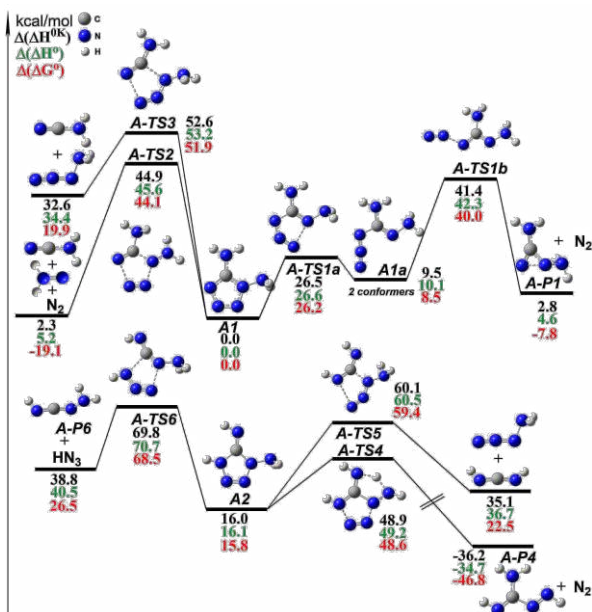 kcal/mol
C
Δ(ΔH⁰ᴷ)
N
Δ(ΔHº)
H
Δ(ΔGº)
A-TS3
52.6
53.2
51.9
A-TS2
44.9
45.6
44.1
+
32.6
34.4
19.9
+
+
N₂
2.3
5.2
-19.1
A1
0.0
0.0
0.0
A-TS1a
26.5
26.6
26.2
A1a
2 conformers
9.5
10.1
8.5
A-TS1b
41.4
42.3
40.0
+ N₂
A-P1
2.8
4.6
-7.8
A-P6
+
HN₃
38.8
40.5
26.5
A-TS6
69.8
70.7
68.5
A2
16.0
16.1
15.8
60.1
60.5
59.4
A-TS5
A-TS4
48.9
49.2
48.6
+
35.1
36.7
22.5
-36.2
-34.7
-46.8
A-P4
+ N₂